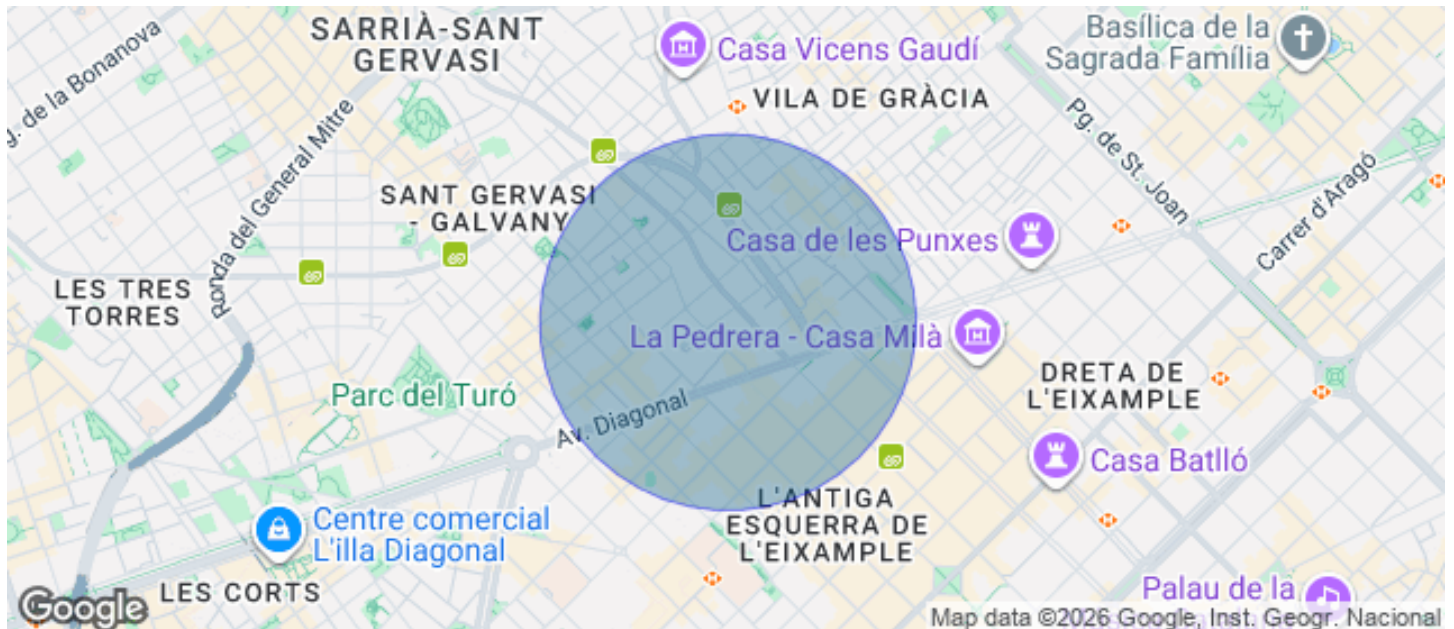 SARRIÀ-SANT
GERVASI
Casa Vicens Gaudí
Basílica de la
Sagrada Família
g. de la Bonanova
VILA DE GRÀCIA
Ronda del General Mitre
Pg. de St. Joan
Carrer d'Aragó
SANT GERVASI
- GALVANY
Casa de les Punxes
LES TRES
TORRES
La Pedrera - Casa Milà
DRETA DE
L'EIXAMPLE
Parc del Turó
Av. Diagonal
Casa Batlló
L'ANTIGA
ESQUERRA DE
L'EIXAMPLE
Centre comercial
L'illa Diagonal
LES CORTS
Palau de la
Google
Map data ©2026 Google, Inst. Geogr. Nacional